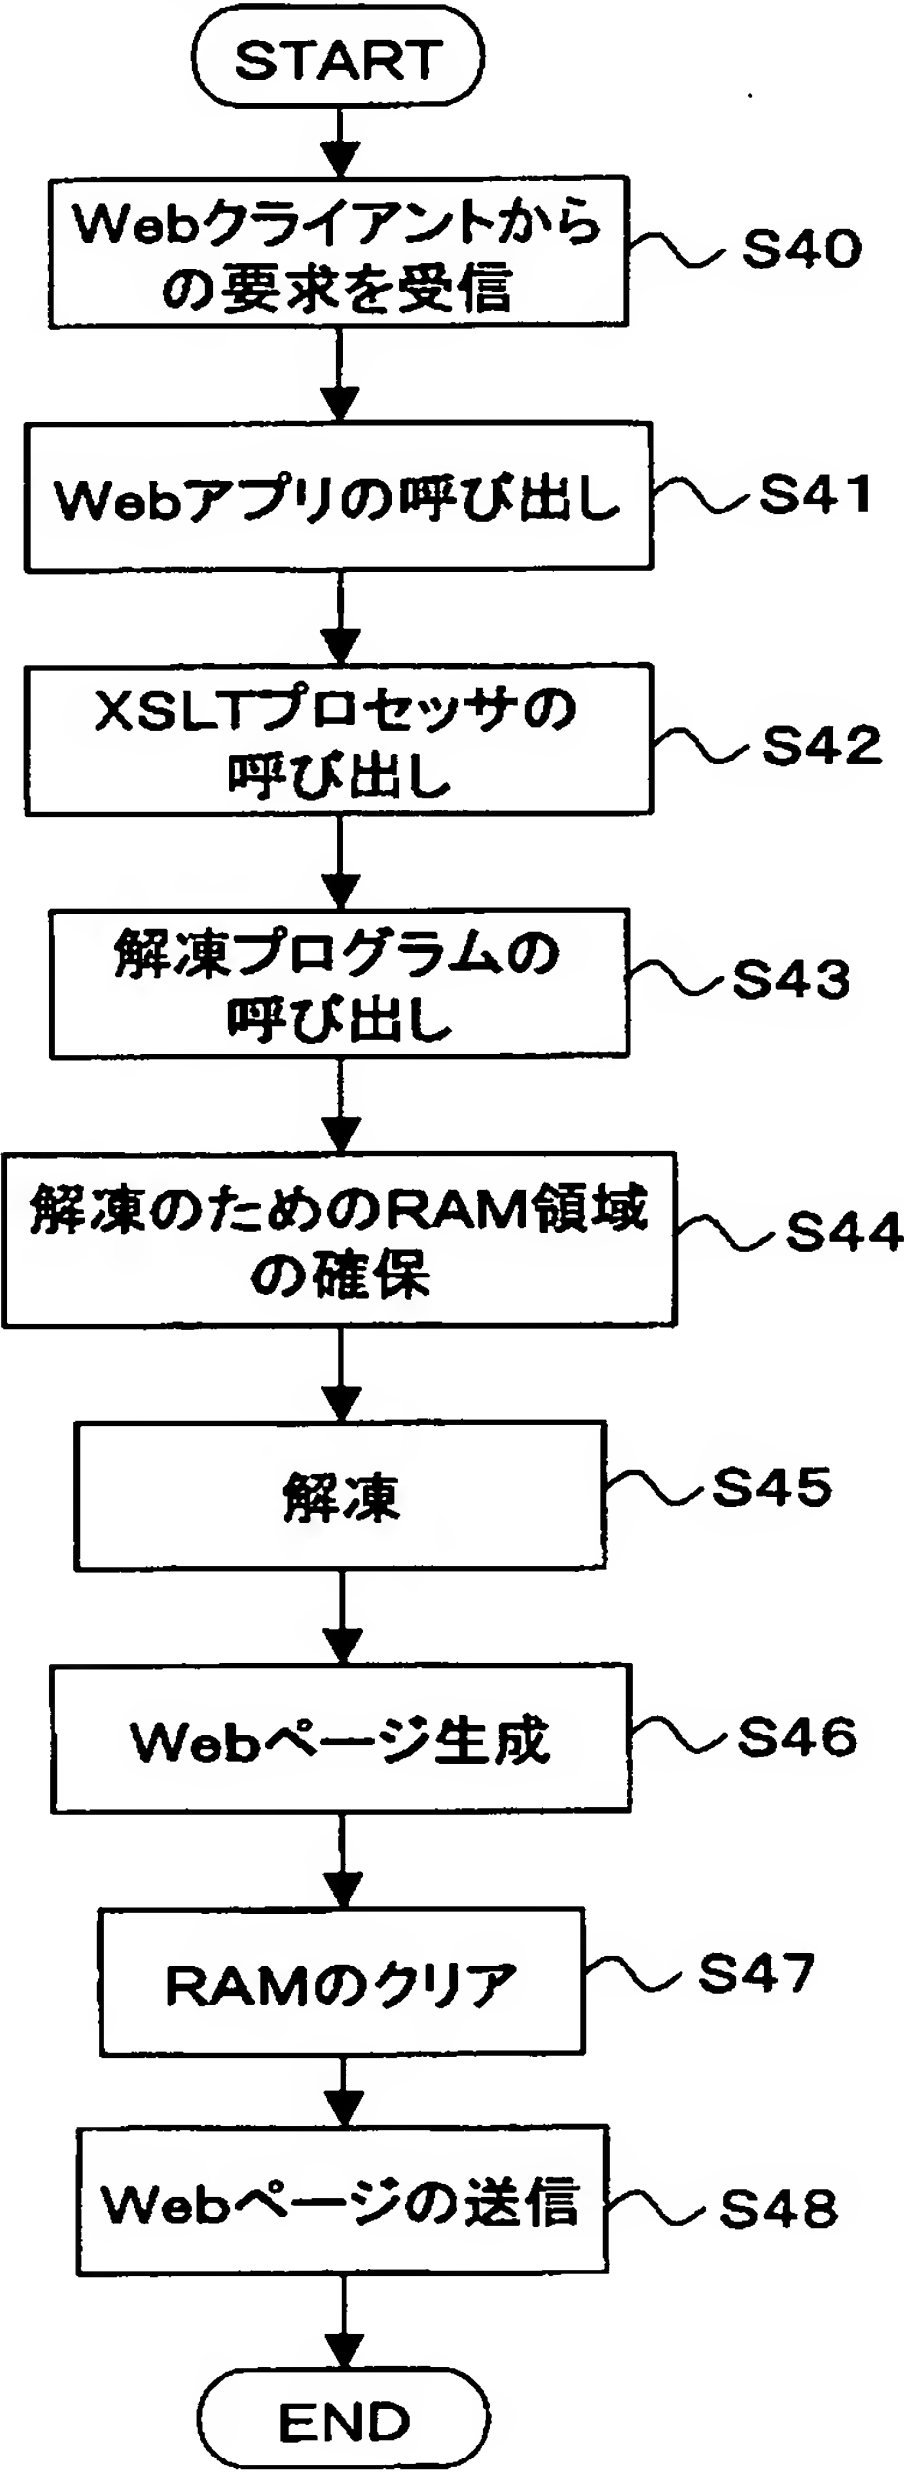 START
Webクライアントから
の要求を受信
S40
Webアプリの呼び出し
S41
XSLTプロセッサの
呼び出し
S42
解凍プログラムの
呼び出し
S43
解凍のためのRAM領域
の確保
S44
解凍
S45
Webページ生成
S46
RAMのクリア
S47
Webページの送信
S48
END